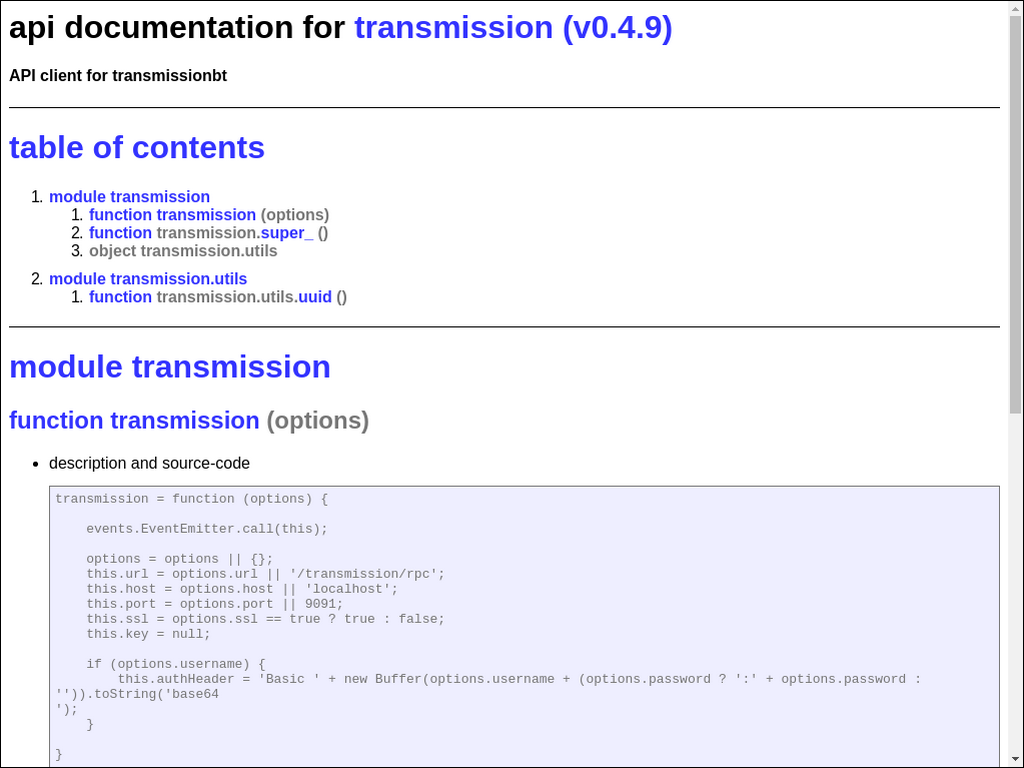 api documentation for transmission (v0.4.9)
API client for transmissionbt
table of contents
1. module transmission
1. function transmission (options)
2. function transmission.super_ ()
3. object transmission.utils
2. module transmission.utils
1. function transmission.utils.uuid ()
module transmission
function transmission (options)
• description and source-code
transmission = function (options) {
    events.EventEmitter.call(this);
    options = options || {};
    this.url = options.url || '/transmission/rpc';
    this.host = options.host || 'localhost';
    this.port = options.port || 9091;
    this.ssl = options.ssl == true ? true : false;
    this.key = null;
    if (options.username) {
        this.authHeader = 'Basic ' + new Buffer(options.username + (options.password ? ':' + options.password :
'')).toString('base64
');
    }
}